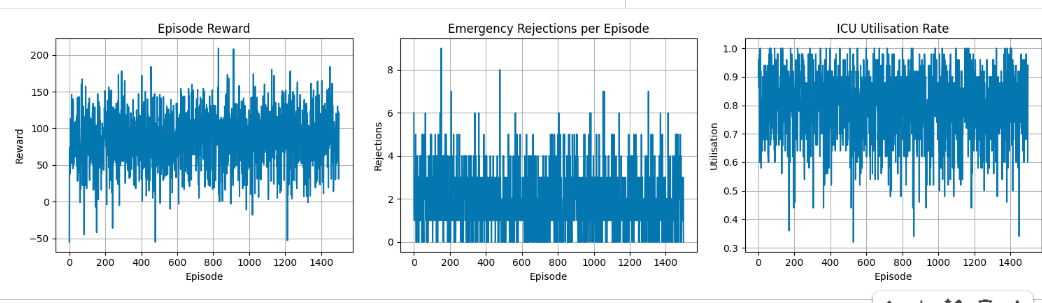 Episode Reward
Reward
200
150
100
50
0
−50
0 200 400 600 800 1000 1200 1400
Episode
Emergency Rejections per Episode
Rejections
8
6
4
2
0
0 200 400 600 800 1000 1200 1400
Episode
ICU Utilisation Rate
Utilisation
1.0
0.9
0.8
0.7
0.6
0.5
0.4
0.3
0 200 400 600 800 1000 1200 1400
Episode